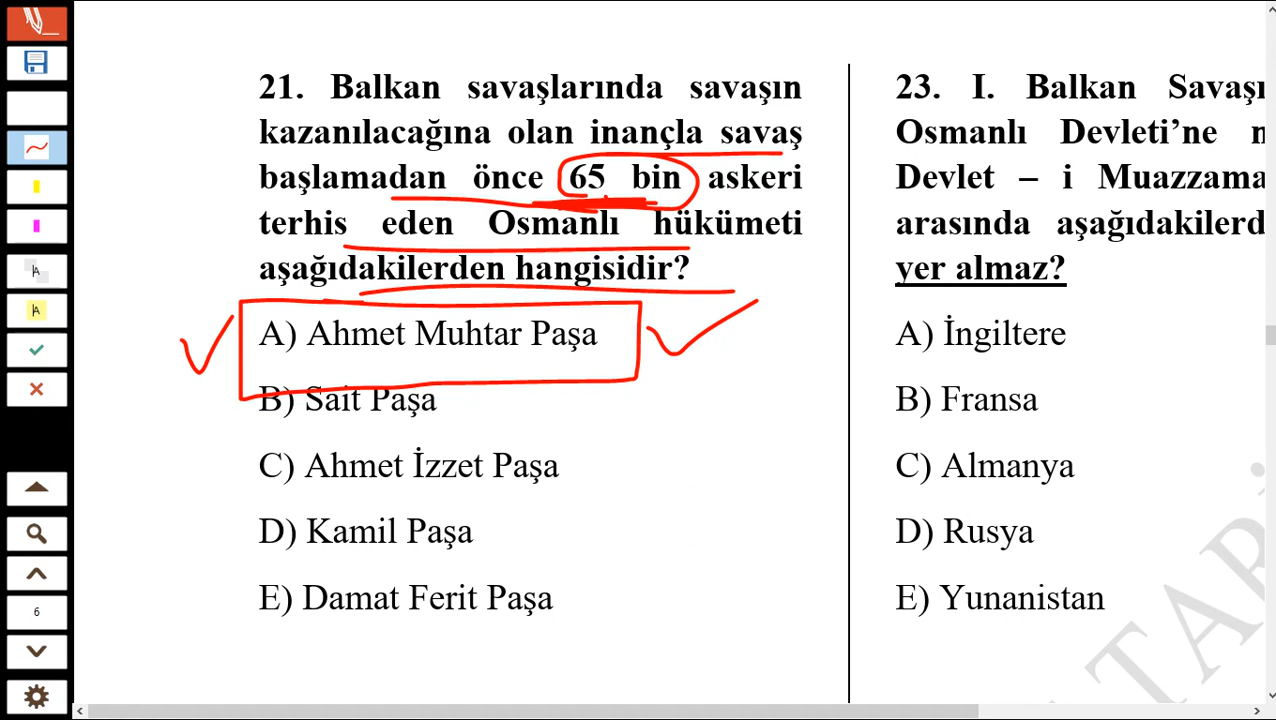 21. Balkan savaşlarında savaşın
kazanılacağına olan inançla savaş
başlamadan önce 65 bin askeri
terhis eden Osmanlı hükümeti
aşağıdakilerden hangisidir?
A) Ahmet Muhtar Paşa
B) Sait Paşa
C) Ahmet İzzet Paşa
D) Kamil Paşa
E) Damat Ferit Paşa
23. I. Balkan Savaşı
Osmanlı Devleti’ne
Devlet – i Muazzama
arasında
yer almaz?
A) İngiltere
B) Fransa
C) Almanya
D) Rusya
E) Yunanistan
A
A
6